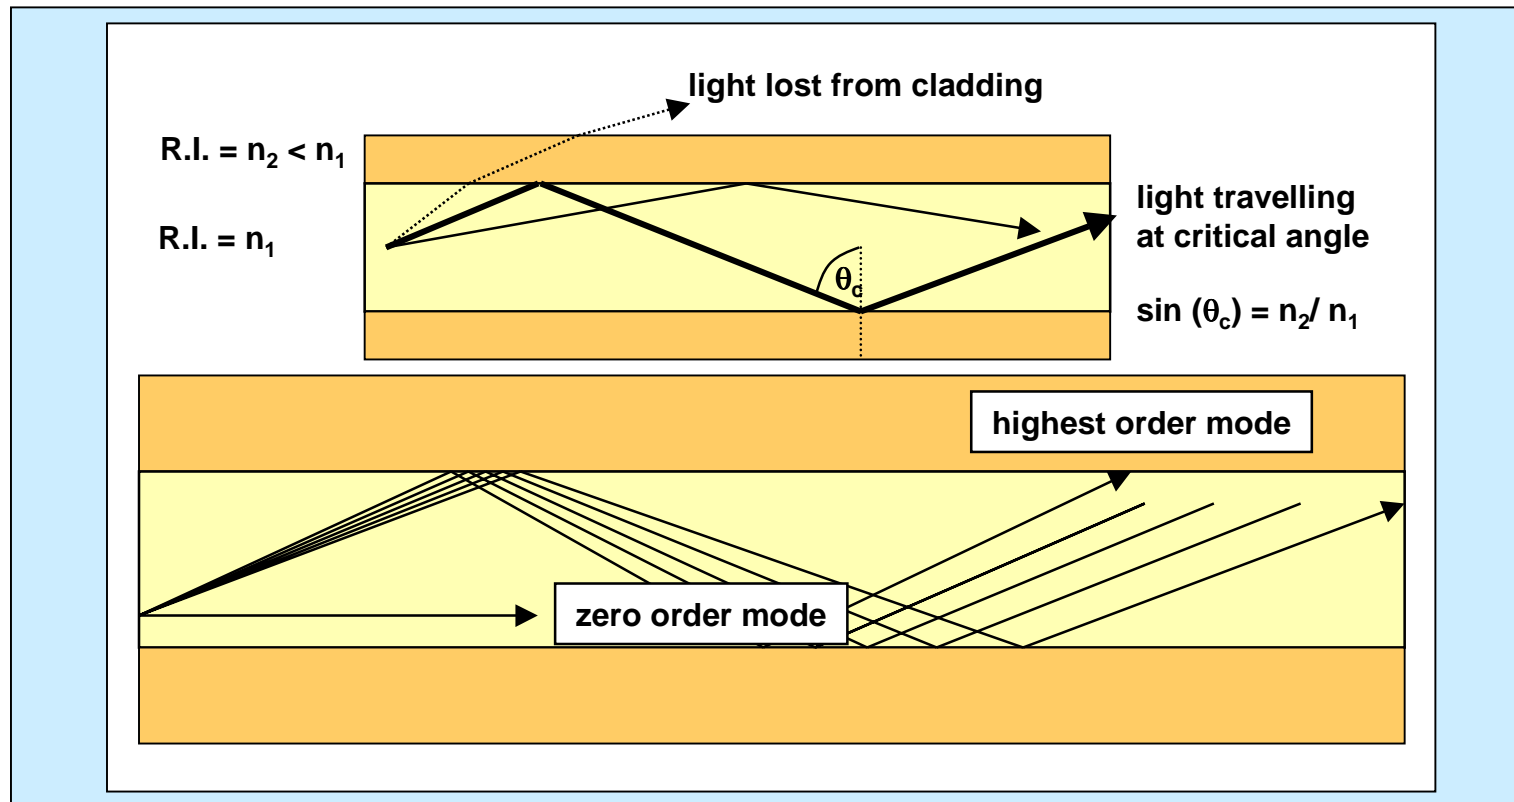 light lost from cladding
R.I. = n₂ < n₁
light travelling
at critical angle
R.I. = n₁
θc
sin (θc) = n₂/ n₁
highest order mode
zero order mode